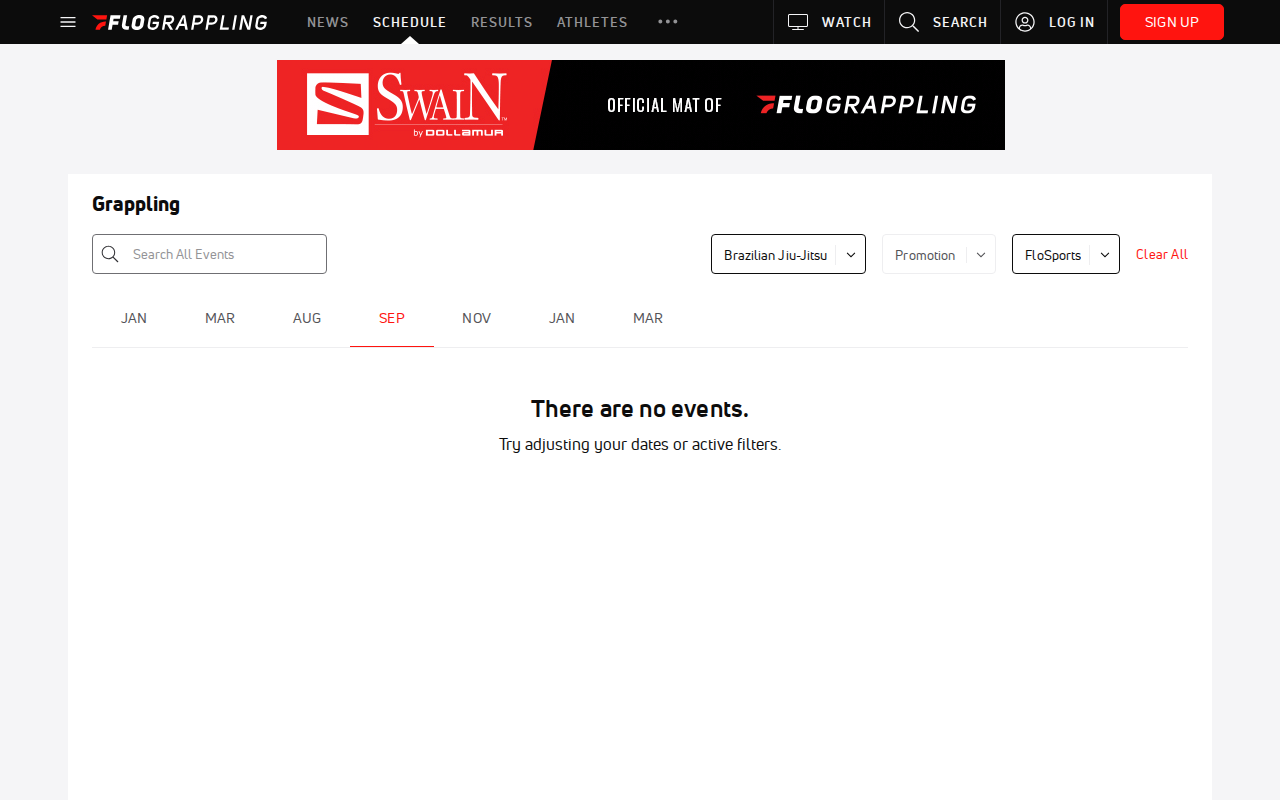 FLOGRAPPLING NEWS SCHEDULE RESULTS ATHLETES WATCH SEARCH LOG IN SIGN UP
SWAIN™ by DOLLAMUR OFFICIAL MAT OF FLOGRAPPLING
Grappling
Search All Events Brazilian Jiu-Jitsu Promotion FloSports Clear All
JAN MAR AUG SEP NOV JAN MAR
There are no events.
Try adjusting your dates or active filters.